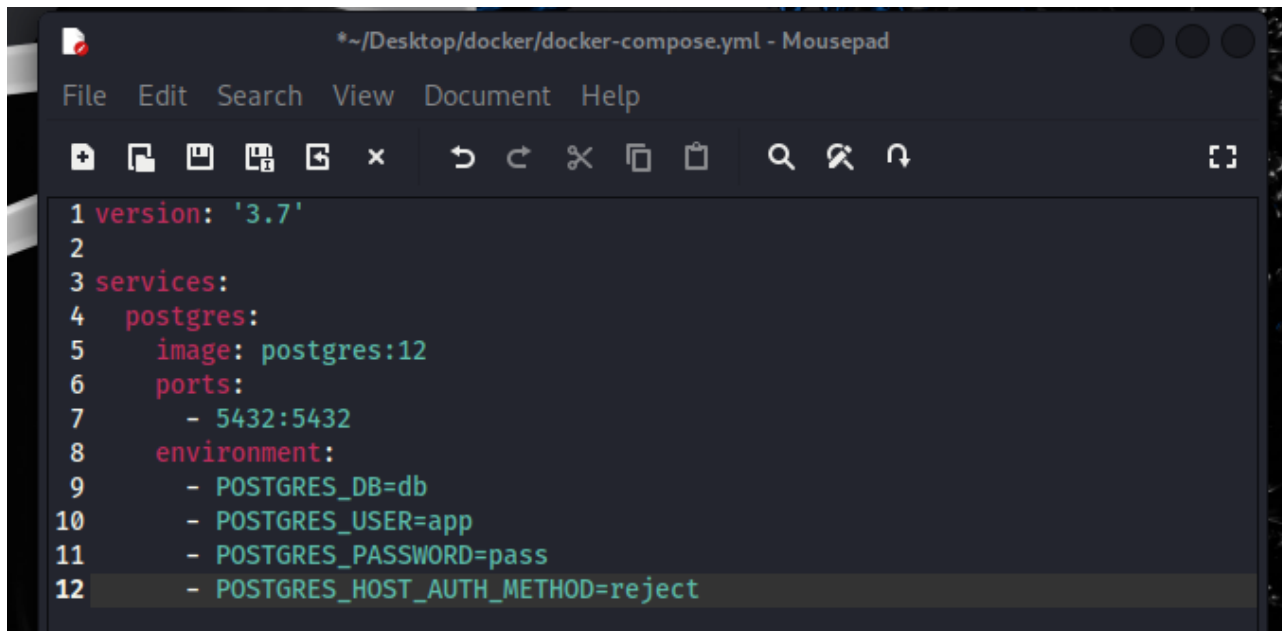 *~/Desktop/docker/docker-compose.yml - Mousepad
File Edit Search View Document Help
1 version: '3.7'
2
3 services:
4   postgres:
5     image: postgres:12
6     ports:
7       - 5432:5432
8     environment:
9       - POSTGRES_DB=db
10       - POSTGRES_USER=app
11       - POSTGRES_PASSWORD=pass
12       - POSTGRES_HOST_AUTH_METHOD=reject